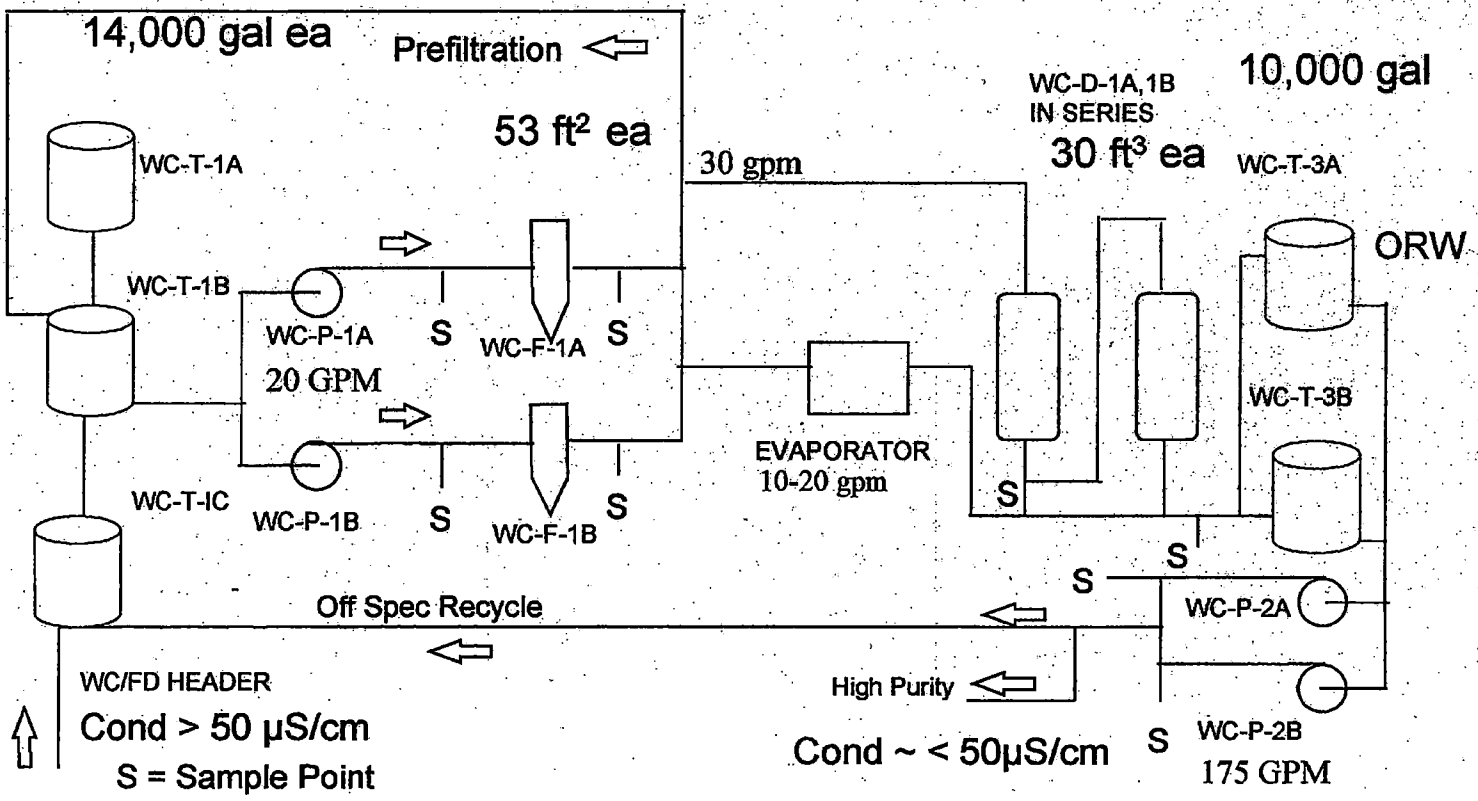 14,000 gal ea
Prefiltration
53 ft² ea
WC-D-1A,1B
IN SERIES
30 ft³ ea
10,000 gal
WC-T-1A
30 gpm
WC-T-3A
ORW
WC-T-1B
WC-P-1A
20 GPM
S
WC-F-1A
S
WC-T-3B
EVAPORATOR
10-20 gpm
S
WC-T-IC
WC-P-1B
S
WC-F-1B
S
S
S
WC-P-2A
Off Spec Recycle
WC/FD HEADER
High Purity
Cond > 50 µS/cm
Cond ~ < 50µS/cm
S
WC-P-2B
175 GPM
S = Sample Point